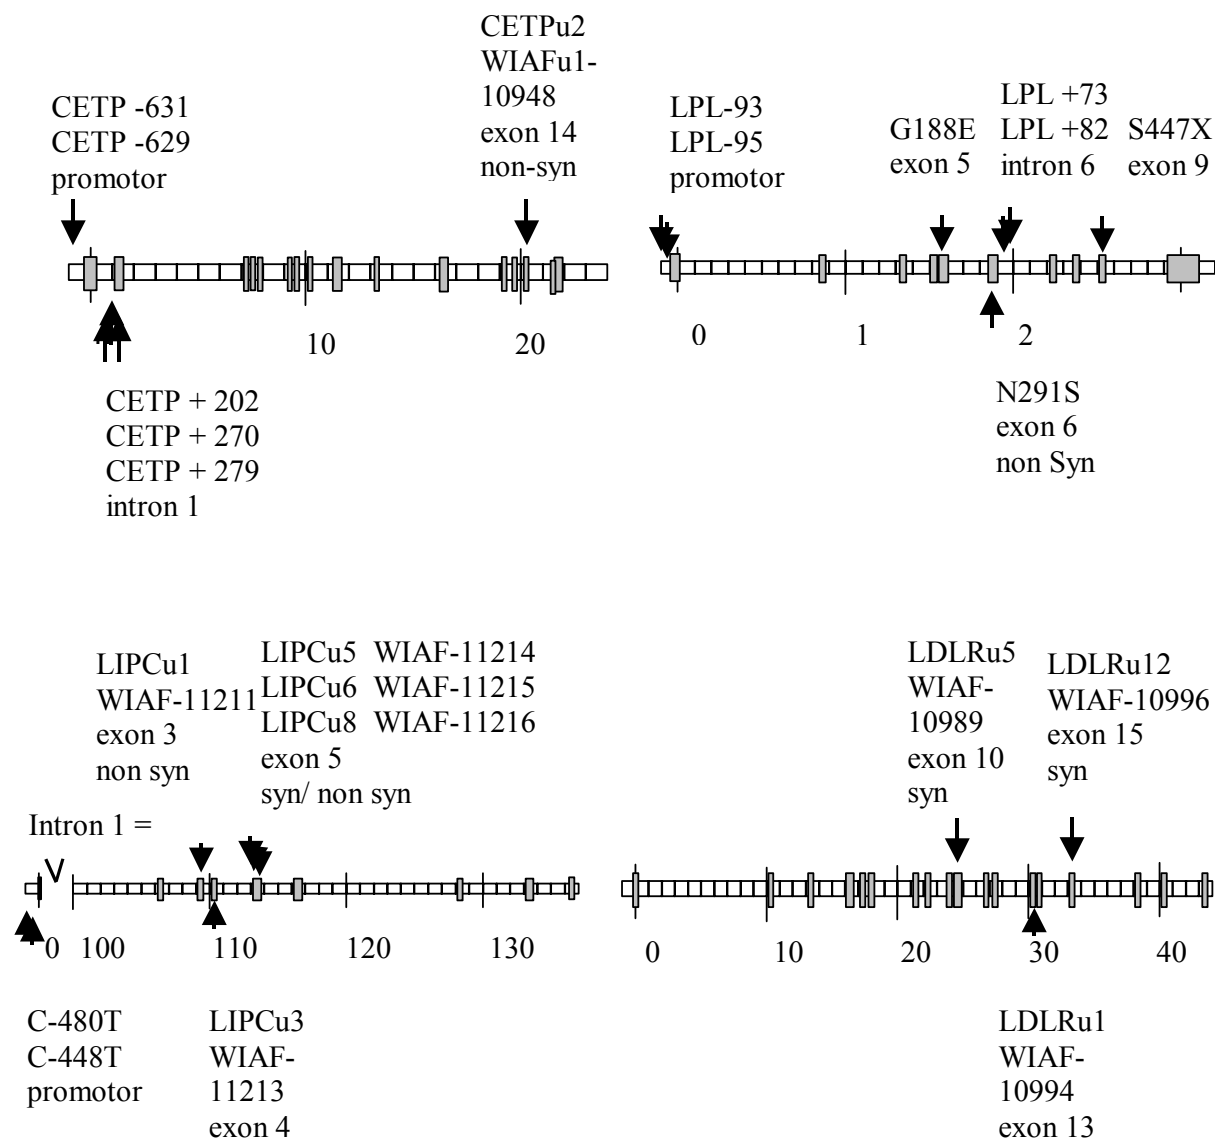 CETP -631
CETP -629
promotor
CETPu2
WIAFu1-
10948
exon 14
non-syn
10
20
CETP + 202
CETP + 270
CETP + 279
intron 1
LPL-93
LPL-95
promotor
G188E
exon 5
LPL +73
LPL +82
intron 6
S447X
exon 9
0
1
2
N291S
exon 6
non Syn
LIPCu1
WIAF-11211
exon 3
non syn
LIPCu5 WIAF-11214
LIPCu6 WIAF-11215
LIPCu8 WIAF-11216
exon 5
syn/ non syn
Intron 1 =
0
100
110
120
130
C-480T
C-448T
promotor
LIPCu3
WIAF-
11213
exon 4
LDLRu5
WIAF-
10989
exon 10
syn
LDLRu12
WIAF-10996
exon 15
syn
0
10
20
30
40
LDLRu1
WIAF-
10994
exon 13